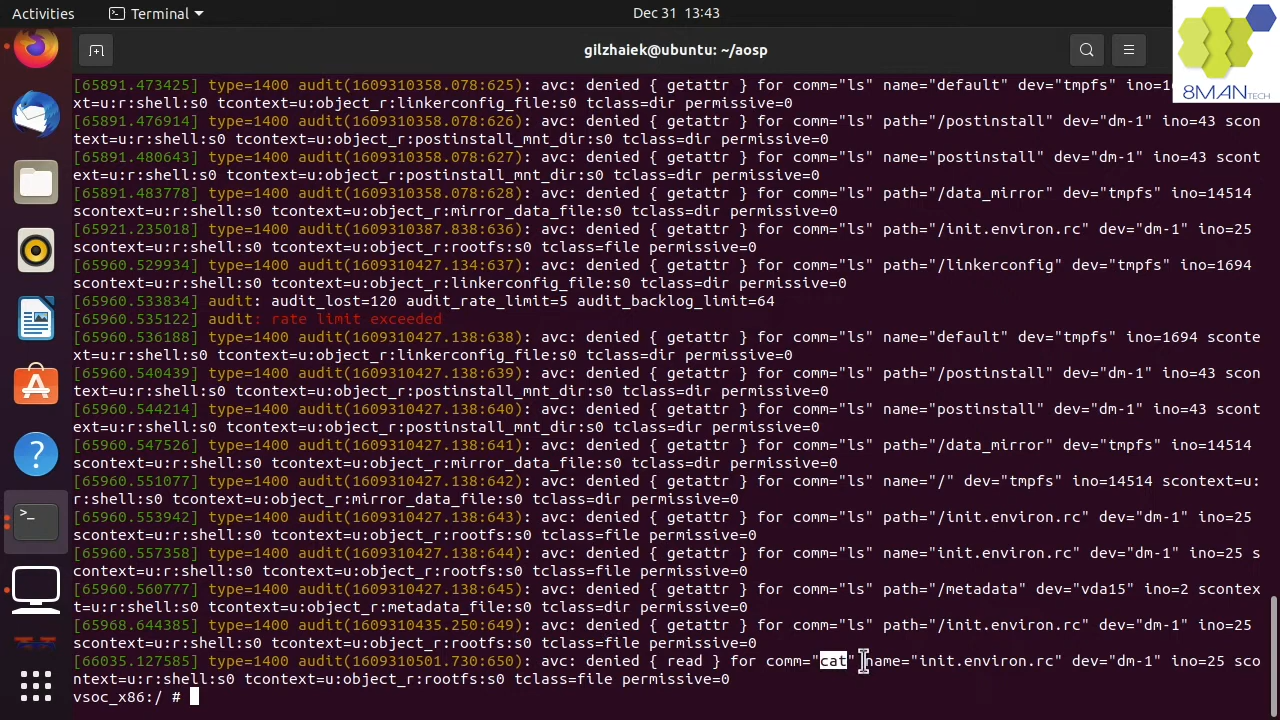 Activities
Terminal
Dec 31 13:43
gilzhaiek@ubuntu: ~/aosp
8MANTECH
[65891.473425] type=1400 audit(1609310358.078:625): avc: denied { getattr } for comm="ls" name="default" dev="tmpfs" ino=16
xt=u:r:shell:s0 tcontext=u:object_r:linkerconfig_file:s0 tclass=dir permissive=0
[65891.476914] type=1400 audit(1609310358.078:626): avc: denied { getattr } for comm="ls" path="/postinstall" dev="dm-1" ino=43 scon
text=u:r:shell:s0 tcontext=u:object_r:postinstall_mnt_dir:s0 tclass=dir permissive=0
[65891.480643] type=1400 audit(1609310358.078:627): avc: denied { getattr } for comm="ls" name="postinstall" dev="dm-1" ino=43 scont
ext=u:r:shell:s0 tcontext=u:object_r:postinstall_mnt_dir:s0 tclass=dir permissive=0
[65891.483778] type=1400 audit(1609310358.078:628): avc: denied { getattr } for comm="ls" path="/data_mirror" dev="tmpfs" ino=14514
scontext=u:r:shell:s0 tcontext=u:object_r:mirror_data_file:s0 tclass=dir permissive=0
[65921.235018] type=1400 audit(1609310387.838:636): avc: denied { getattr } for comm="ls" path="/init.environ.rc" dev="dm-1" ino=25
scontext=u:r:shell:s0 tcontext=u:object_r:rootfs:s0 tclass=file permissive=0
[65960.529934] type=1400 audit(1609310427.134:637): avc: denied { getattr } for comm="ls" path="/linkerconfig" dev="tmpfs" ino=1694
scontext=u:r:shell:s0 tcontext=u:object_r:linkerconfig_file:s0 tclass=dir permissive=0
[65960.533834] audit: audit_lost=120 audit_rate_limit=5 audit_backlog_limit=64
[65960.535122] audit: rate limit exceeded
[65960.536188] type=1400 audit(1609310427.138:638): avc: denied { getattr } for comm="ls" name="default" dev="tmpfs" ino=1694 sconte
xt=u:r:shell:s0 tcontext=u:object_r:linkerconfig_file:s0 tclass=dir permissive=0
[65960.540439] type=1400 audit(1609310427.138:639): avc: denied { getattr } for comm="ls" path="/postinstall" dev="dm-1" ino=43 scon
text=u:r:shell:s0 tcontext=u:object_r:postinstall_mnt_dir:s0 tclass=dir permissive=0
[65960.544214] type=1400 audit(1609310427.138:640): avc: denied { getattr } for comm="ls" name="postinstall" dev="dm-1" ino=43 scont
ext=u:r:shell:s0 tcontext=u:object_r:postinstall_mnt_dir:s0 tclass=dir permissive=0
[65960.547526] type=1400 audit(1609310427.138:641): avc: denied { getattr } for comm="ls" path="/data_mirror" dev="tmpfs" ino=14514
scontext=u:r:shell:s0 tcontext=u:object_r:mirror_data_file:s0 tclass=dir permissive=0
[65960.551077] type=1400 audit(1609310427.138:642): avc: denied { getattr } for comm="ls" name="/" dev="tmpfs" ino=14514 scontext=u:
r:shell:s0 tcontext=u:object_r:mirror_data_file:s0 tclass=dir permissive=0
[65960.553942] type=1400 audit(1609310427.138:643): avc: denied { getattr } for comm="ls" path="/init.environ.rc" dev="dm-1" ino=25
scontext=u:r:shell:s0 tcontext=u:object_r:rootfs:s0 tclass=file permissive=0
[65960.557358] type=1400 audit(1609310427.138:644): avc: denied { getattr } for comm="ls" name="init.environ.rc" dev="dm-1" ino=25 s
context=u:r:shell:s0 tcontext=u:object_r:rootfs:s0 tclass=file permissive=0
[65960.560777] type=1400 audit(1609310427.138:645): avc: denied { getattr } for comm="ls" path="/metadata" dev="vda15" ino=2 scontex
t=u:r:shell:s0 tcontext=u:object_r:metadata_file:s0 tclass=dir permissive=0
[65968.644385] type=1400 audit(1609310435.250:649): avc: denied { getattr } for comm="ls" path="/init.environ.rc" dev="dm-1" ino=25
scontext=u:r:shell:s0 tcontext=u:object_r:rootfs:s0 tclass=file permissive=0
[66035.127585] type=1400 audit(1609310501.730:650): avc: denied { read } for comm="cat" name="init.environ.rc" dev="dm-1" ino=25 sco
ntext=u:r:shell:s0 tcontext=u:object_r:rootfs:s0 tclass=file permissive=0
vsoc_x86:/ #